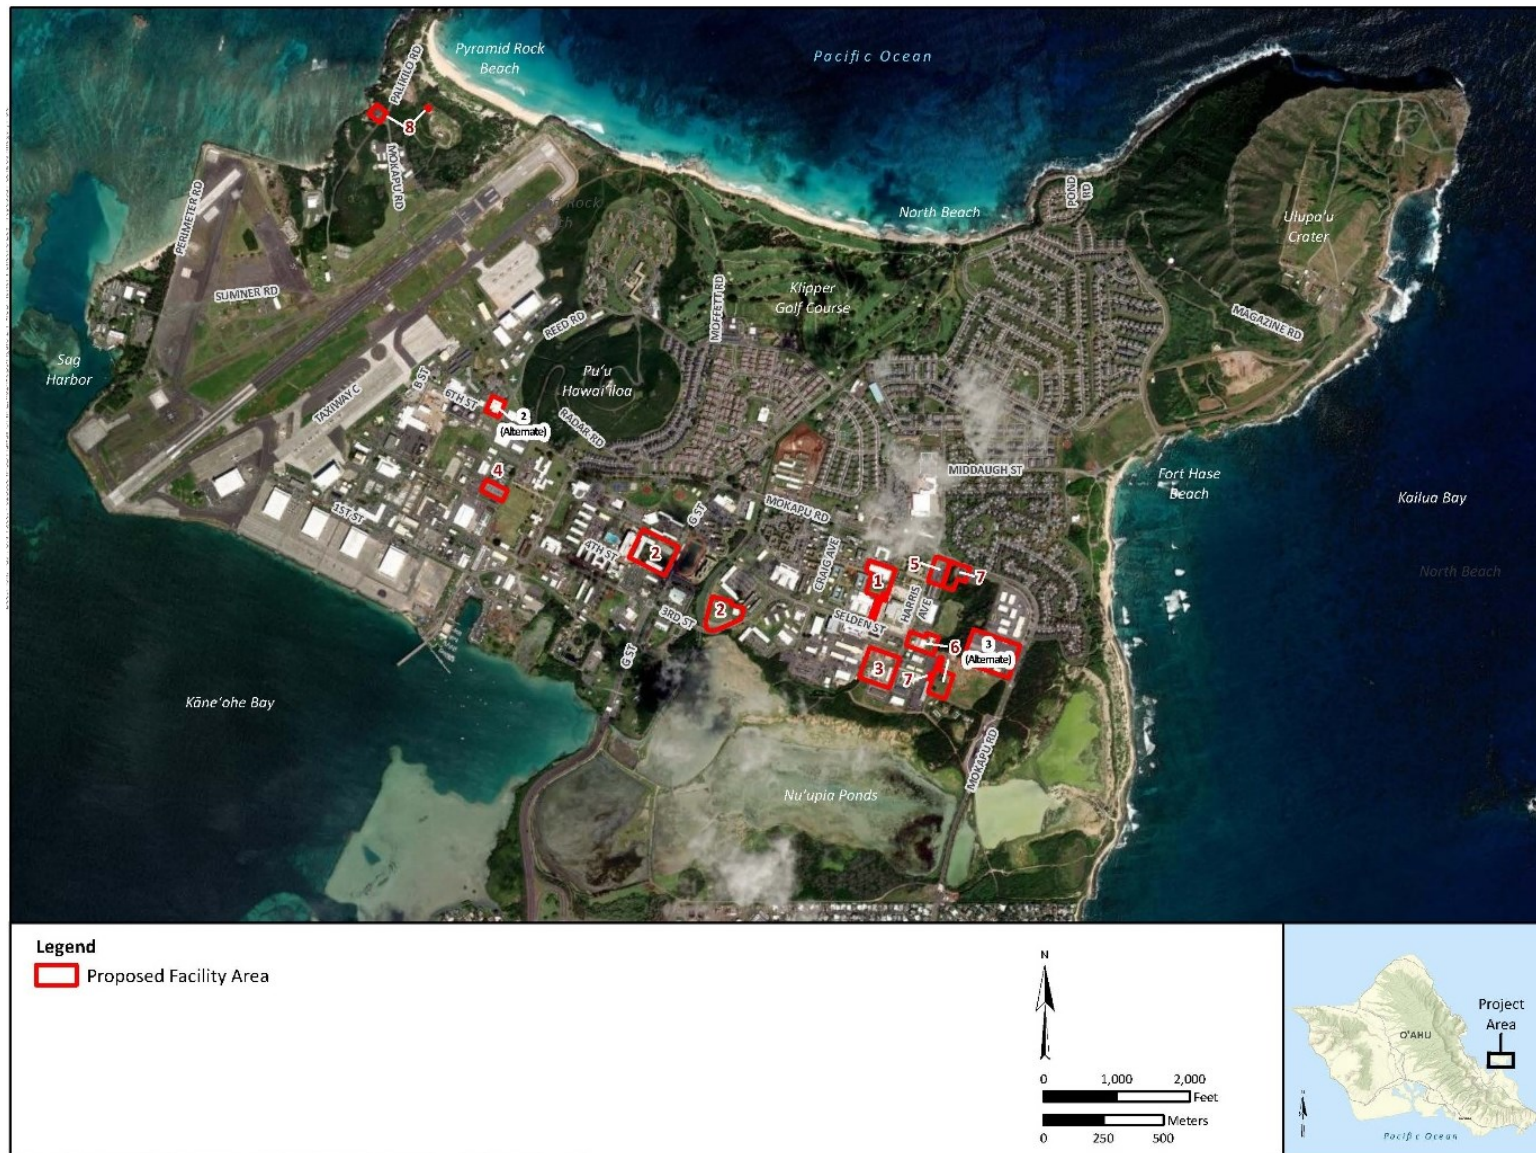 Pacific Ocean
Pyramid Rock
Beach
PALIKILO RD
8
MOKAPU RD
PERIMETER RD
SUMNER RD
North Beach
POND
RD
Ulupa'u
Crater
Klipper
Golf Course
MOFFETT RD
REED RD
MAGAZINE RD
Sag
Harbor
Pu'u
Hawai'iloa
B ST
TAXIWAY C
6TH ST
2
(Alternate)
RADAR RD
4
MIDDAUGH ST
Fort Hase
Beach
Kailua Bay
1ST ST
MOKAPU RD
G ST
4TH ST
2
CRAIG AVE
5
7
North Beach
1
HARRIS
AVE
2
3RD ST
SELDEN ST
6
3
(Alternate)
G ST
3
7
Kāne'ohe Bay
MOKAPU RD
Nu'upia Ponds
Legend
Proposed Facility Area
N
0 1,000 2,000
Feet
Meters
0 250 500
Project
Area
O'AHU
Pacific Ocean